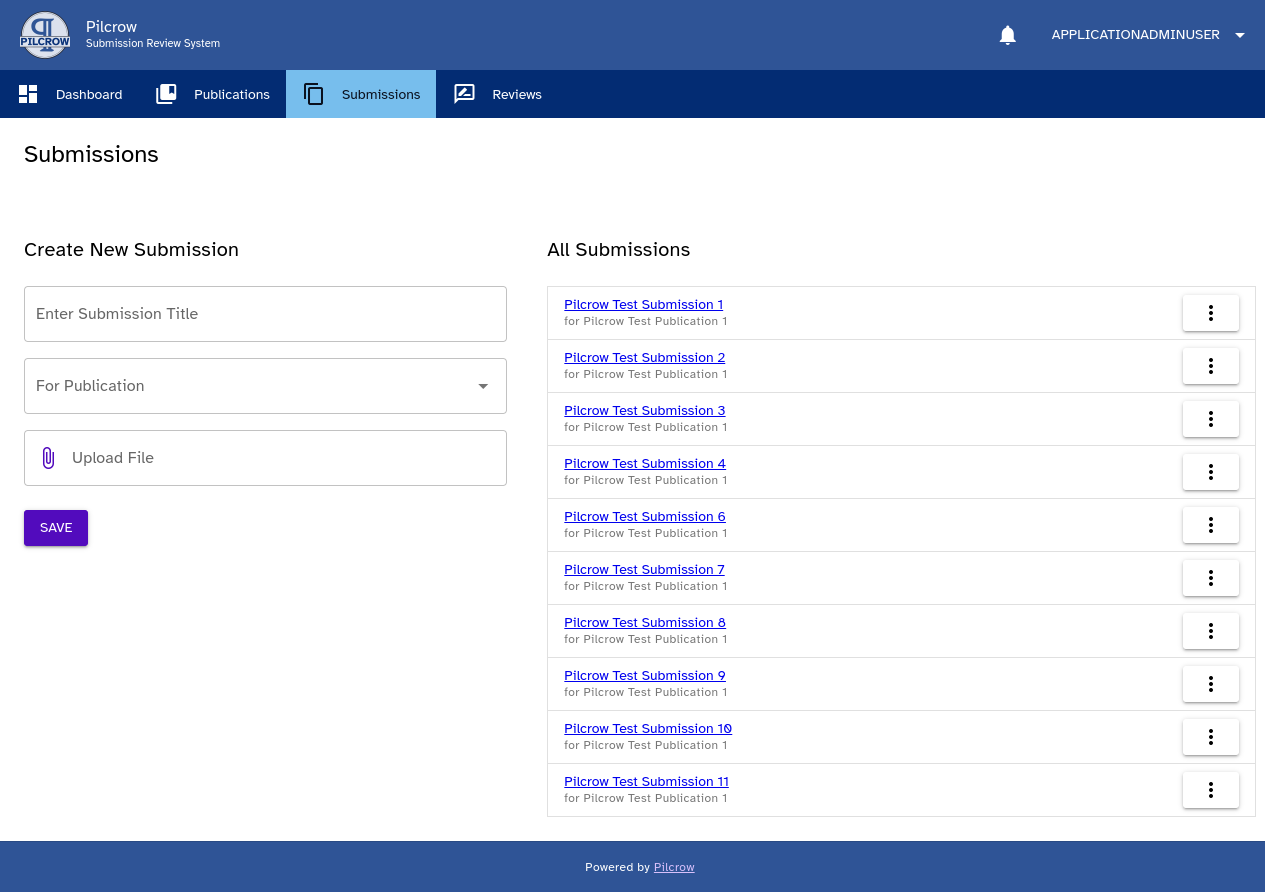 PILCROW
Pilcrow
Submission Review System
APPLICATIONADMINUSER
Dashboard
Publications
Submissions
Reviews
Submissions
Create New Submission
Enter Submission Title
For Publication
Upload File
SAVE
All Submissions
Pilcrow Test Submission 1
for Pilcrow Test Publication 1
Pilcrow Test Submission 2
for Pilcrow Test Publication 1
Pilcrow Test Submission 3
for Pilcrow Test Publication 1
Pilcrow Test Submission 4
for Pilcrow Test Publication 1
Pilcrow Test Submission 6
for Pilcrow Test Publication 1
Pilcrow Test Submission 7
for Pilcrow Test Publication 1
Pilcrow Test Submission 8
for Pilcrow Test Publication 1
Pilcrow Test Submission 9
for Pilcrow Test Publication 1
Pilcrow Test Submission 10
for Pilcrow Test Publication 1
Pilcrow Test Submission 11
for Pilcrow Test Publication 1
Powered by Pilcrow